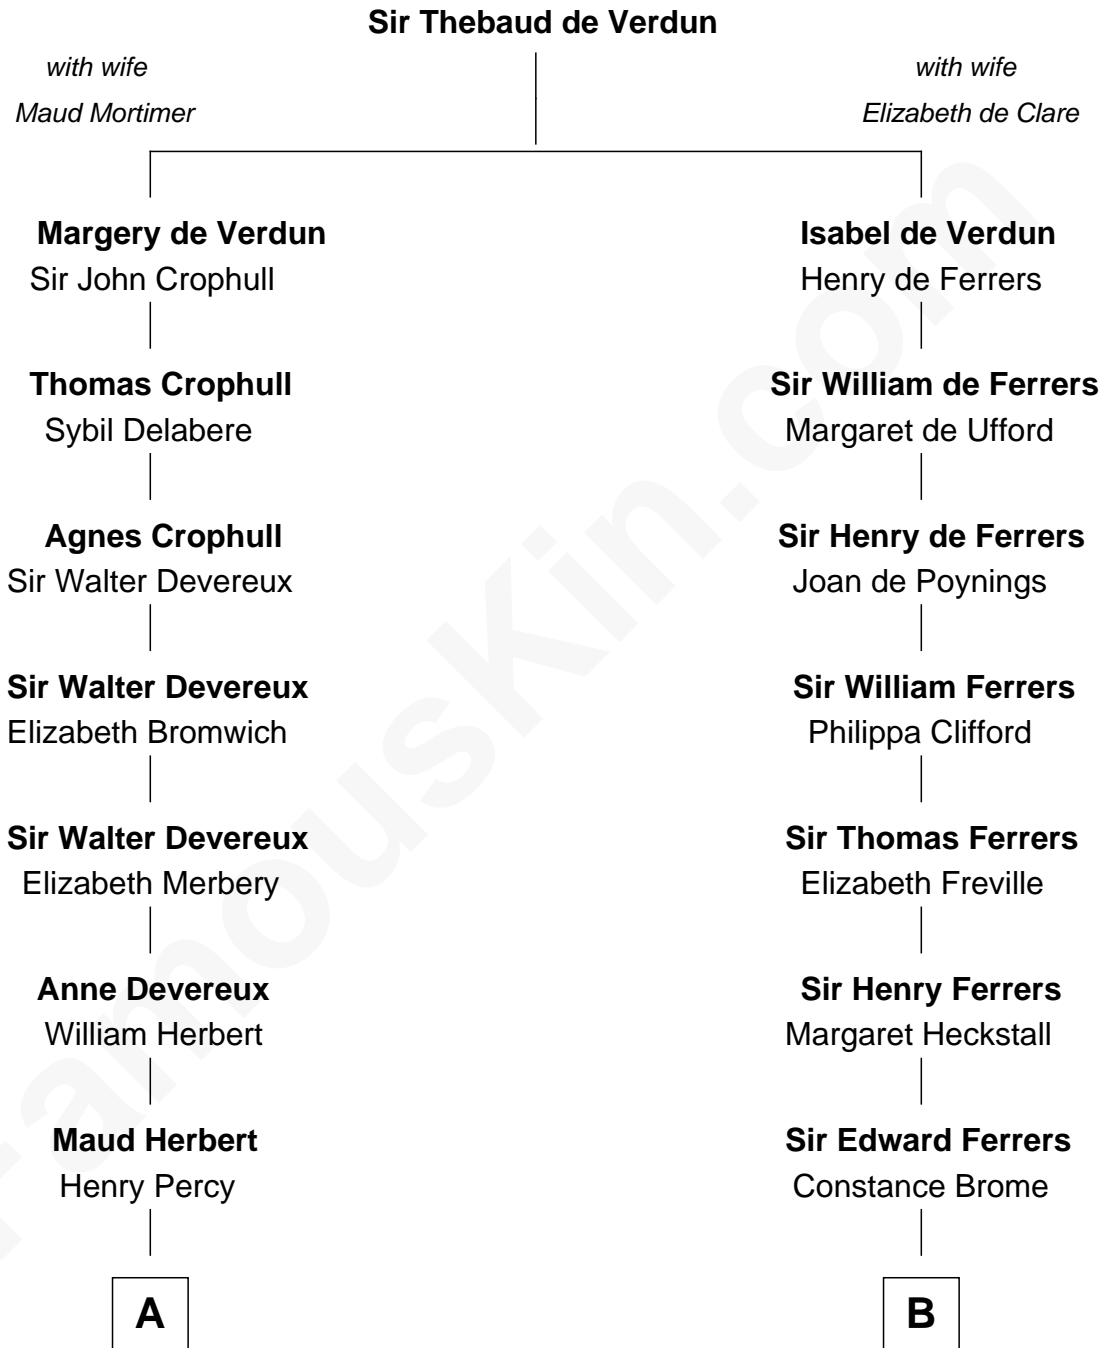 Sir Thebaud de Verdun
with wife
Maud Mortimer
with wife
Elizabeth de Clare
Margery de Verdun
Sir John Crophull
Thomas Crophull
Sybil Delabere
Agnes Crophull
Sir Walter Devereux
Sir Walter Devereux
Elizabeth Bromwich
Sir Walter Devereux
Elizabeth Merbery
Anne Devereux
William Herbert
Maud Herbert
Henry Percy
A
Isabel de Verdun
Henry de Ferrers
Sir William de Ferrers
Margaret de Ufford
Sir Henry de Ferrers
Joan de Poynings
Sir William Ferrers
Philippa Clifford
Sir Thomas Ferrers
Elizabeth Freville
Sir Henry Ferrers
Margaret Heckstall
Sir Edward Ferrers
Constance Brome
B
FamousKin.com